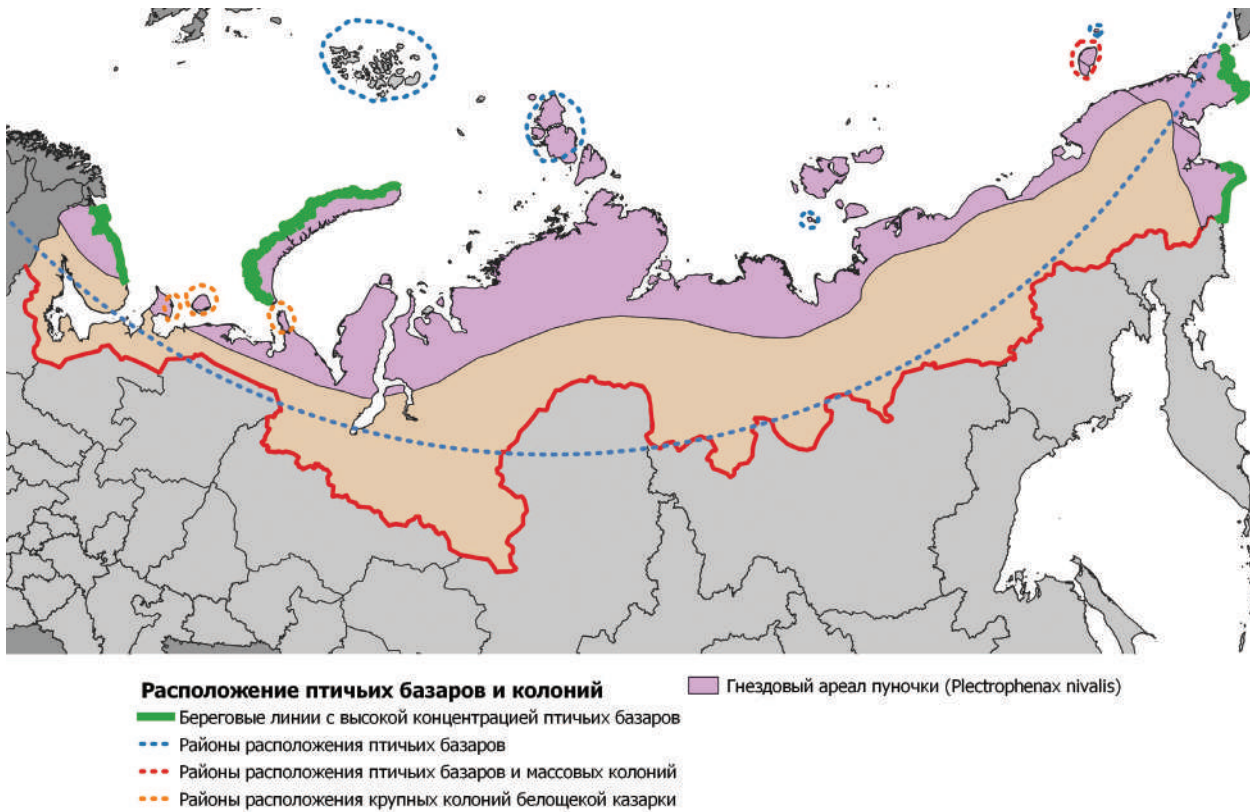 Расположение птичьих базаров и колоний
Береговые линии с высокой концентрацией птичьих базаров
Районы расположения птичьих базаров
Районы расположения птичьих базаров и массовых колоний
Районы расположения крупных колоний белощекой казарки
Гнездовый ареал пуночки (Plectrophenax nivalis)